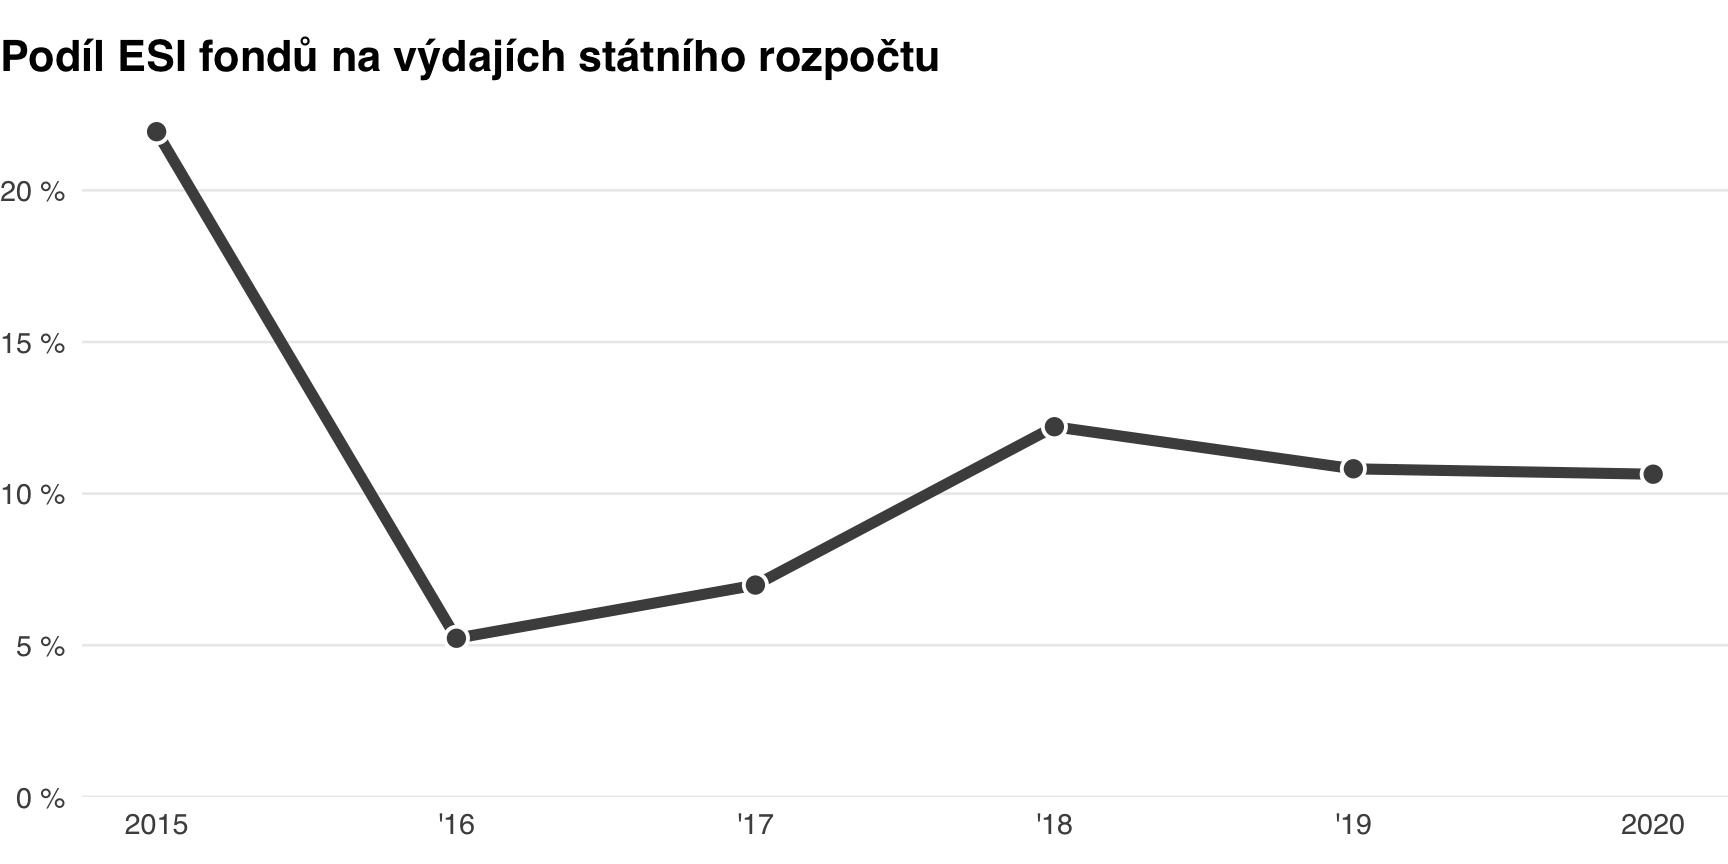 Podíl ESI fondů na výdajích státního rozpočtu
20 %
15 %
10 %
5 %
0 %
2015 '16 '17 '18 '19 2020